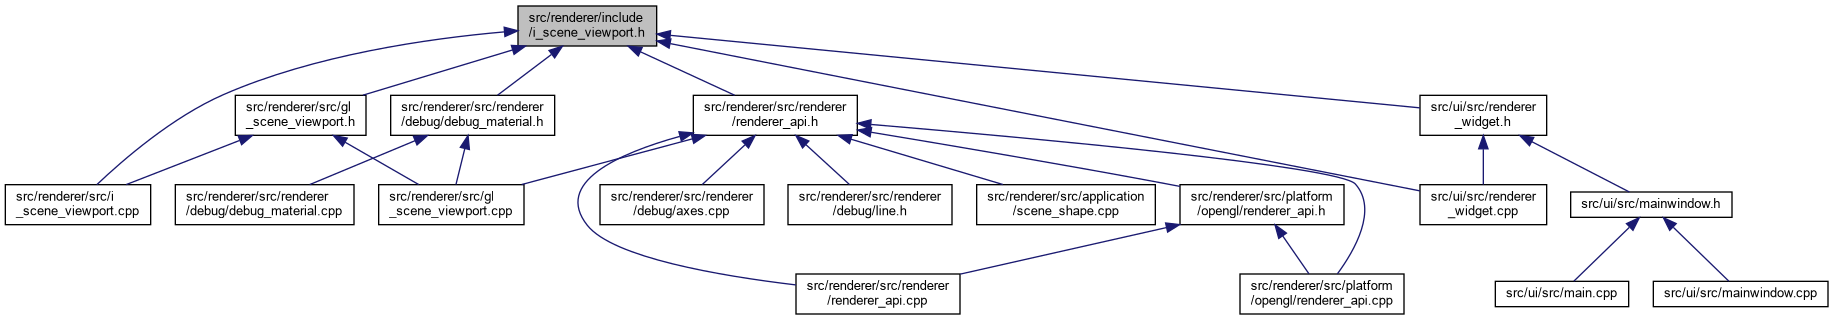 src/renderer/include
/i_scene_viewport.h
src/renderer/src/gl
_scene_viewport.h
src/renderer/src/renderer
/debug/debug_material.h
src/renderer/src/renderer
/renderer_api.h
src/ui/src/renderer
_widget.h
src/renderer/src/i
_scene_viewport.cpp
src/renderer/src/renderer
/debug/debug_material.cpp
src/renderer/src/gl
_scene_viewport.cpp
src/renderer/src/renderer
/debug/axes.cpp
src/renderer/src/renderer
/debug/line.h
src/renderer/src/application
/scene_shape.cpp
src/renderer/src/platform
/opengl/renderer_api.h
src/ui/src/renderer
_widget.cpp
src/ui/src/mainwindow.h
src/renderer/src/renderer
/renderer_api.cpp
src/renderer/src/platform
/opengl/renderer_api.cpp
src/ui/src/main.cpp
src/ui/src/mainwindow.cpp